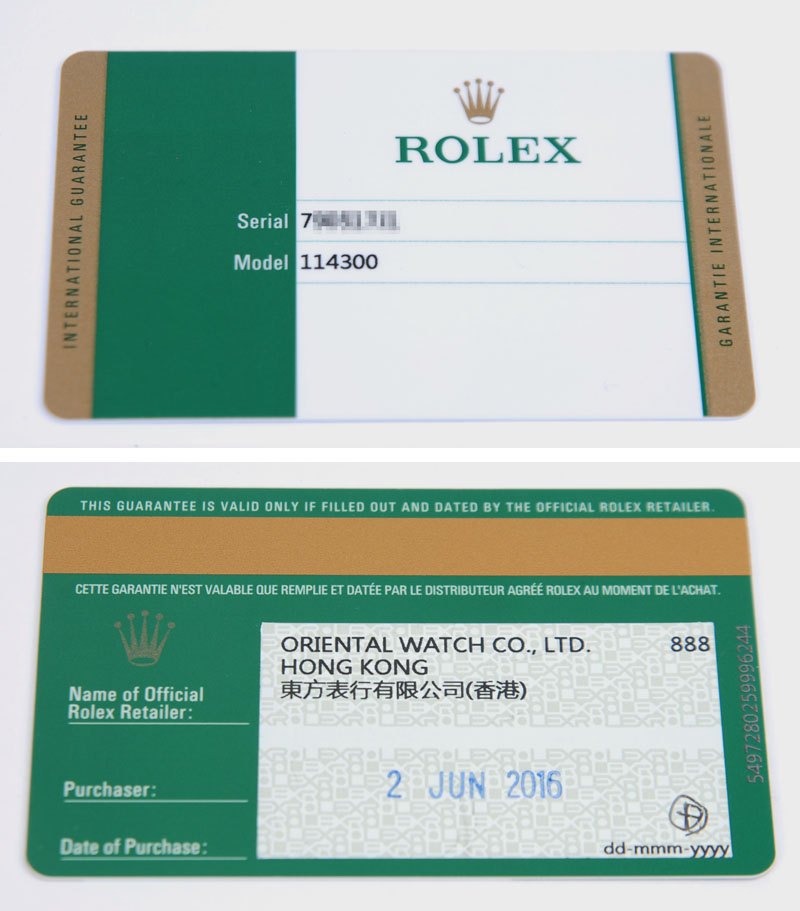 INTERNATIONAL GUARANTEE
ROLEX
Serial 7
Model 114300
GARANTIE INTERNATIONALE
THIS GUARANTEE IS VALID ONLY IF FILLED OUT AND DATED BY THE OFFICIAL ROLEX RETAILER.
CETTE GARANTIE N'EST VALABLE QUE REMPLIE ET DATÉE PAR LE DISTRIBUTEUR AGRÉÉ ROLEX AU MOMENT DE L'ACHAT.
ORIENTAL WATCH CO., LTD. 888
HONG KONG
東方表行有限公司(香港)
Name of Official
Rolex Retailer:
Purchaser:
2 JUN 2016
Date of Purchase:
dd-mmm-yyyy
5497280259996244